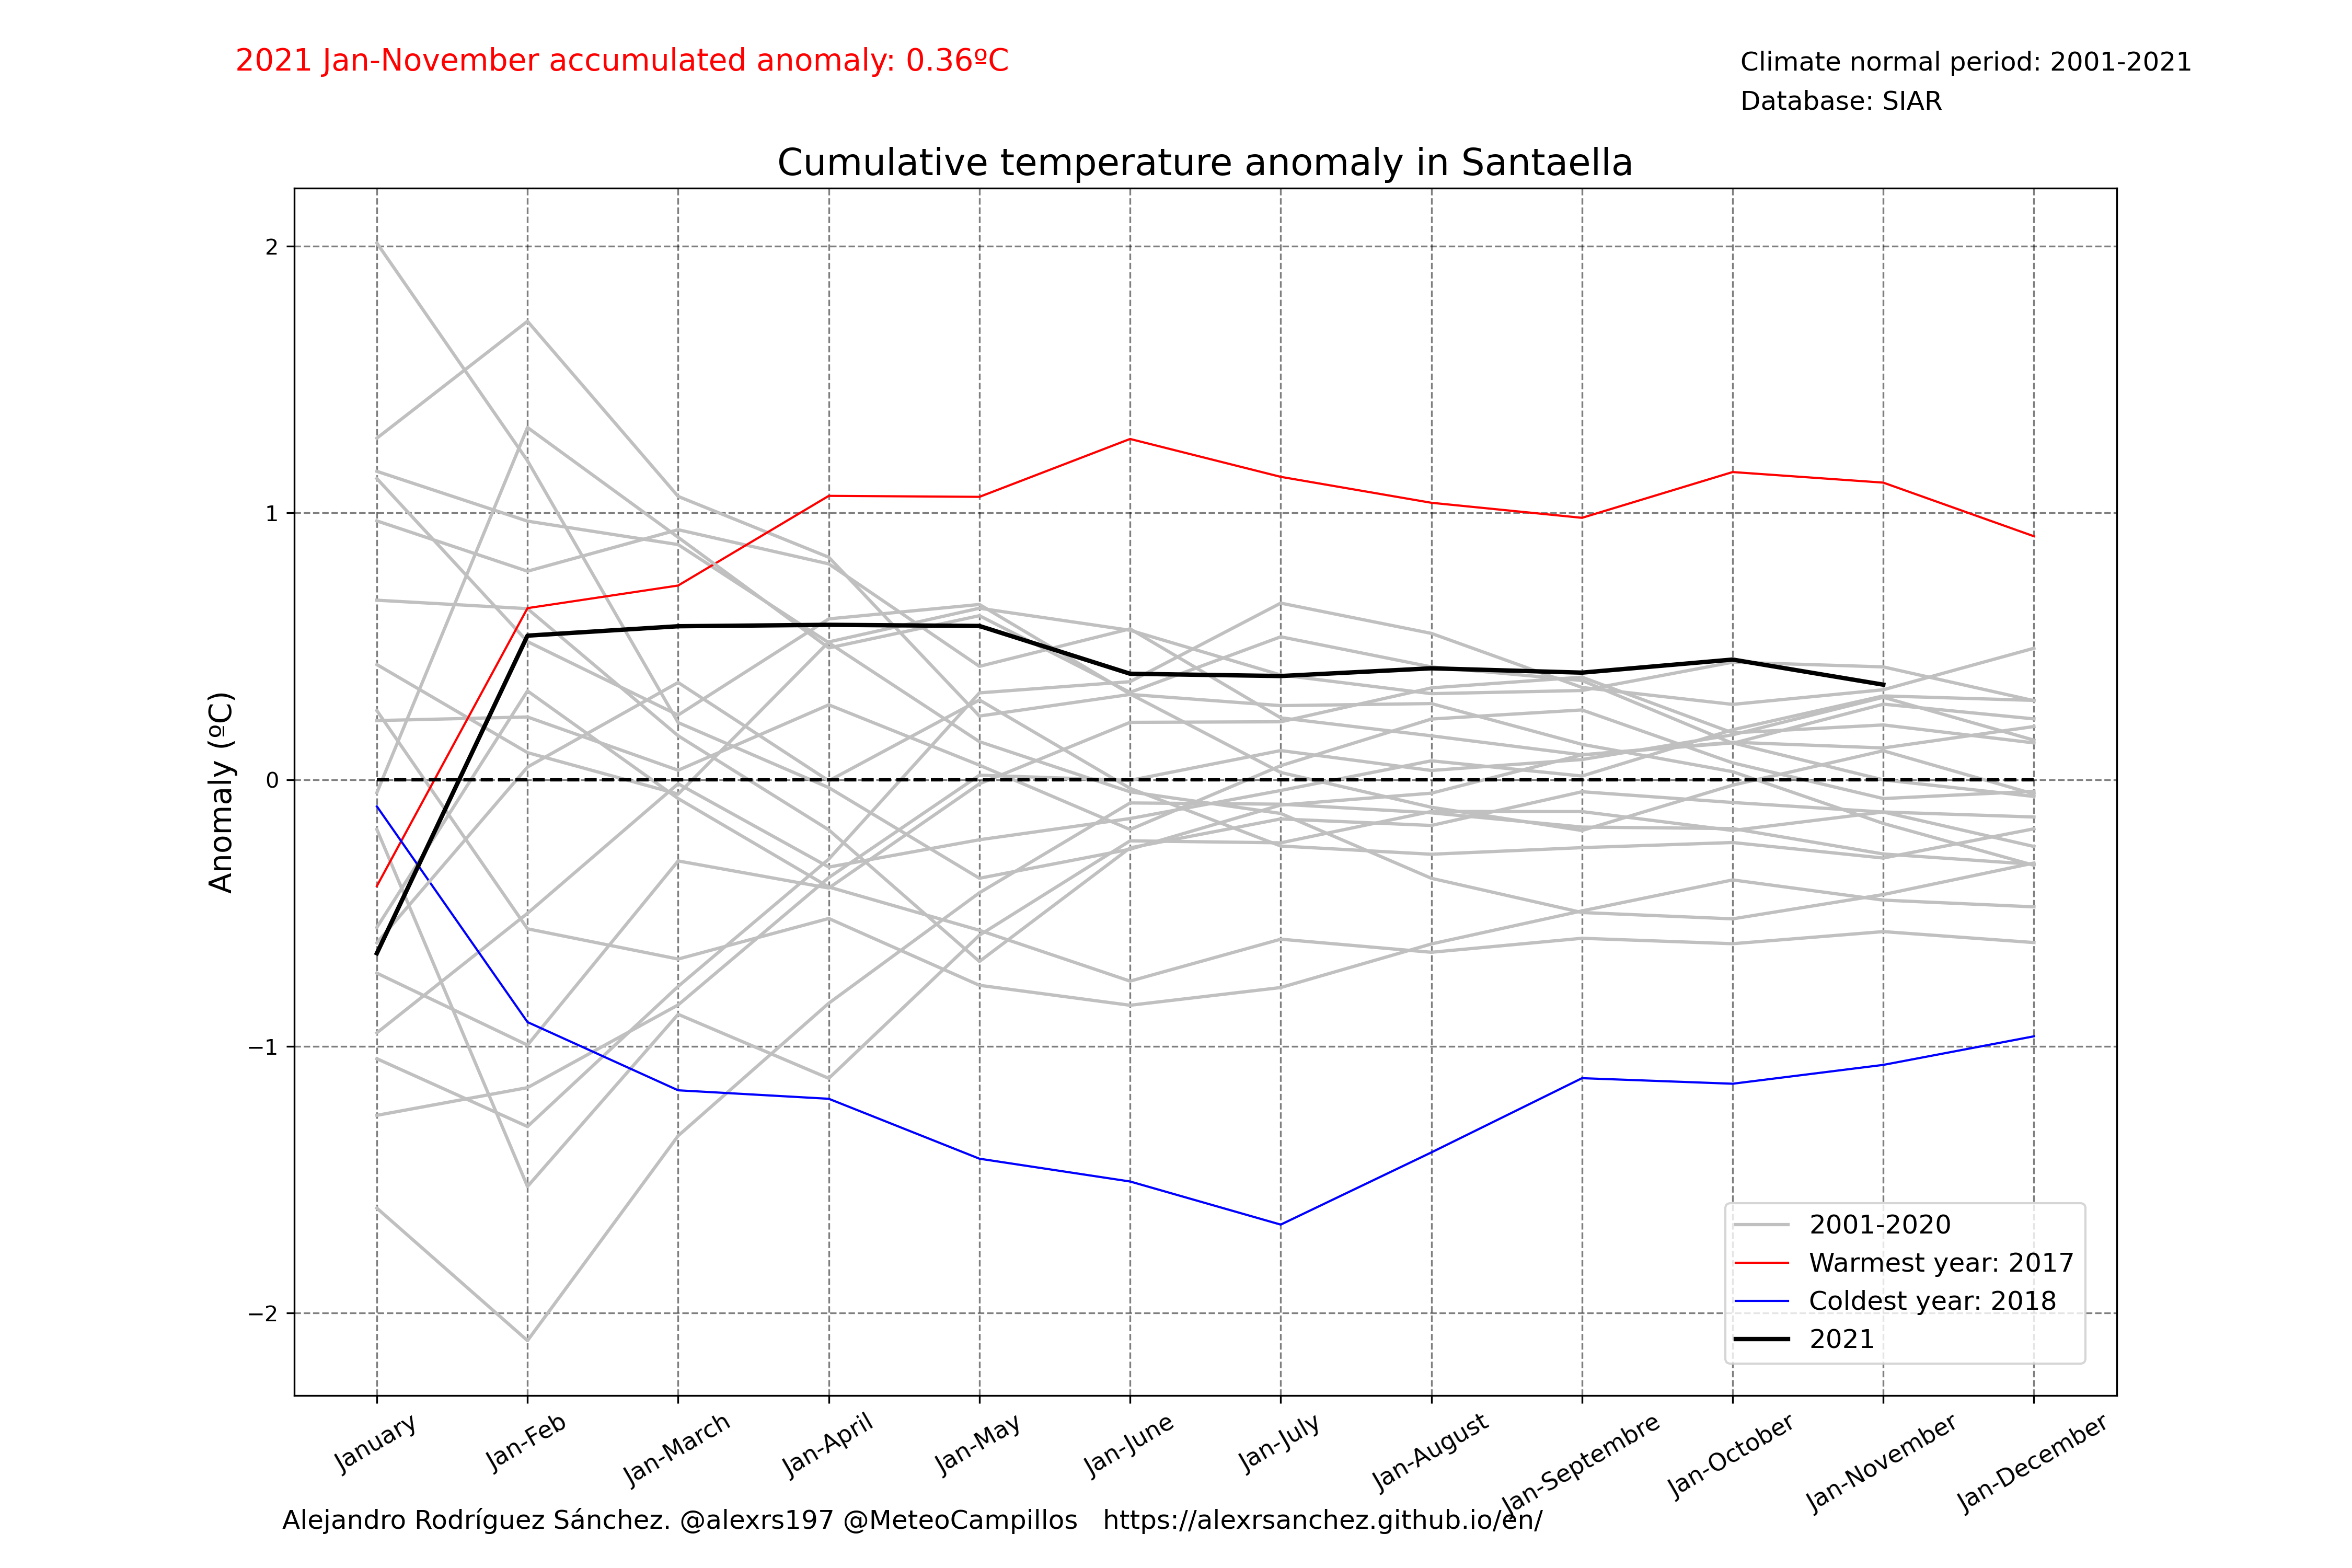 2021 Jan-November accumulated anomaly: 0.36ºC
Climate normal period: 2001-2021
Database: SIAR
Cumulative temperature anomaly in Santaella
Anomaly (ºC)
2
1
0
−1
−2
2001-2020
Warmest year: 2017
Coldest year: 2018
2021
January
Jan-Feb
Jan-March
Jan-April
Jan-May
Jan-June
Jan-July
Jan-August
Jan-Septembre
Jan-October
Jan-November
Jan-December
Alejandro Rodríguez Sánchez. @alexrs197 @MeteoCampillos https://alexrsanchez.github.io/en/